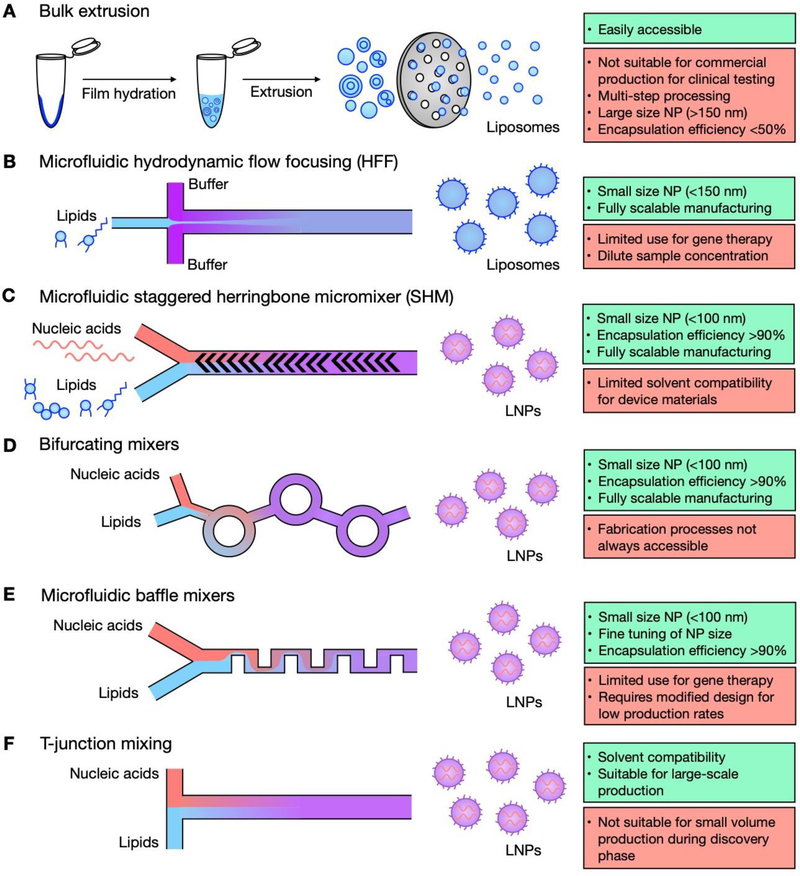 A Bulk extrusion
Film hydration
Extrusion
Liposomes
• Easily accessible
• Not suitable for commercial
production for clinical testing
• Multi-step processing
• Large size NP (>150 nm)
• Encapsulation efficiency <50%
B Microfluidic hydrodynamic flow focusing (HFF)
Buffer
Lipids
Buffer
Liposomes
• Small size NP (<150 nm)
• Fully scalable manufacturing
• Limited use for gene therapy
• Dilute sample concentration
C Microfluidic staggered herringbone micromixer (SHM)
Nucleic acids
Lipids
LNPs
• Small size NP (<100 nm)
• Encapsulation efficiency >90%
• Fully scalable manufacturing
• Limited solvent compatibility
for device materials
D Bifurcating mixers
Nucleic acids
Lipids
LNPs
• Small size NP (<100 nm)
• Encapsulation efficiency >90%
• Fully scalable manufacturing
• Fabrication processes not
always accessible
E Microfluidic baffle mixers
Nucleic acids
Lipids
LNPs
• Small size NP (<100 nm)
• Fine tuning of NP size
• Encapsulation efficiency >90%
• Limited use for gene therapy
• Requires modified design for
low production rates
F T-junction mixing
Nucleic acids
Lipids
LNPs
• Solvent compatibility
• Suitable for large-scale
production
• Not suitable for small volume
production during discovery
phase